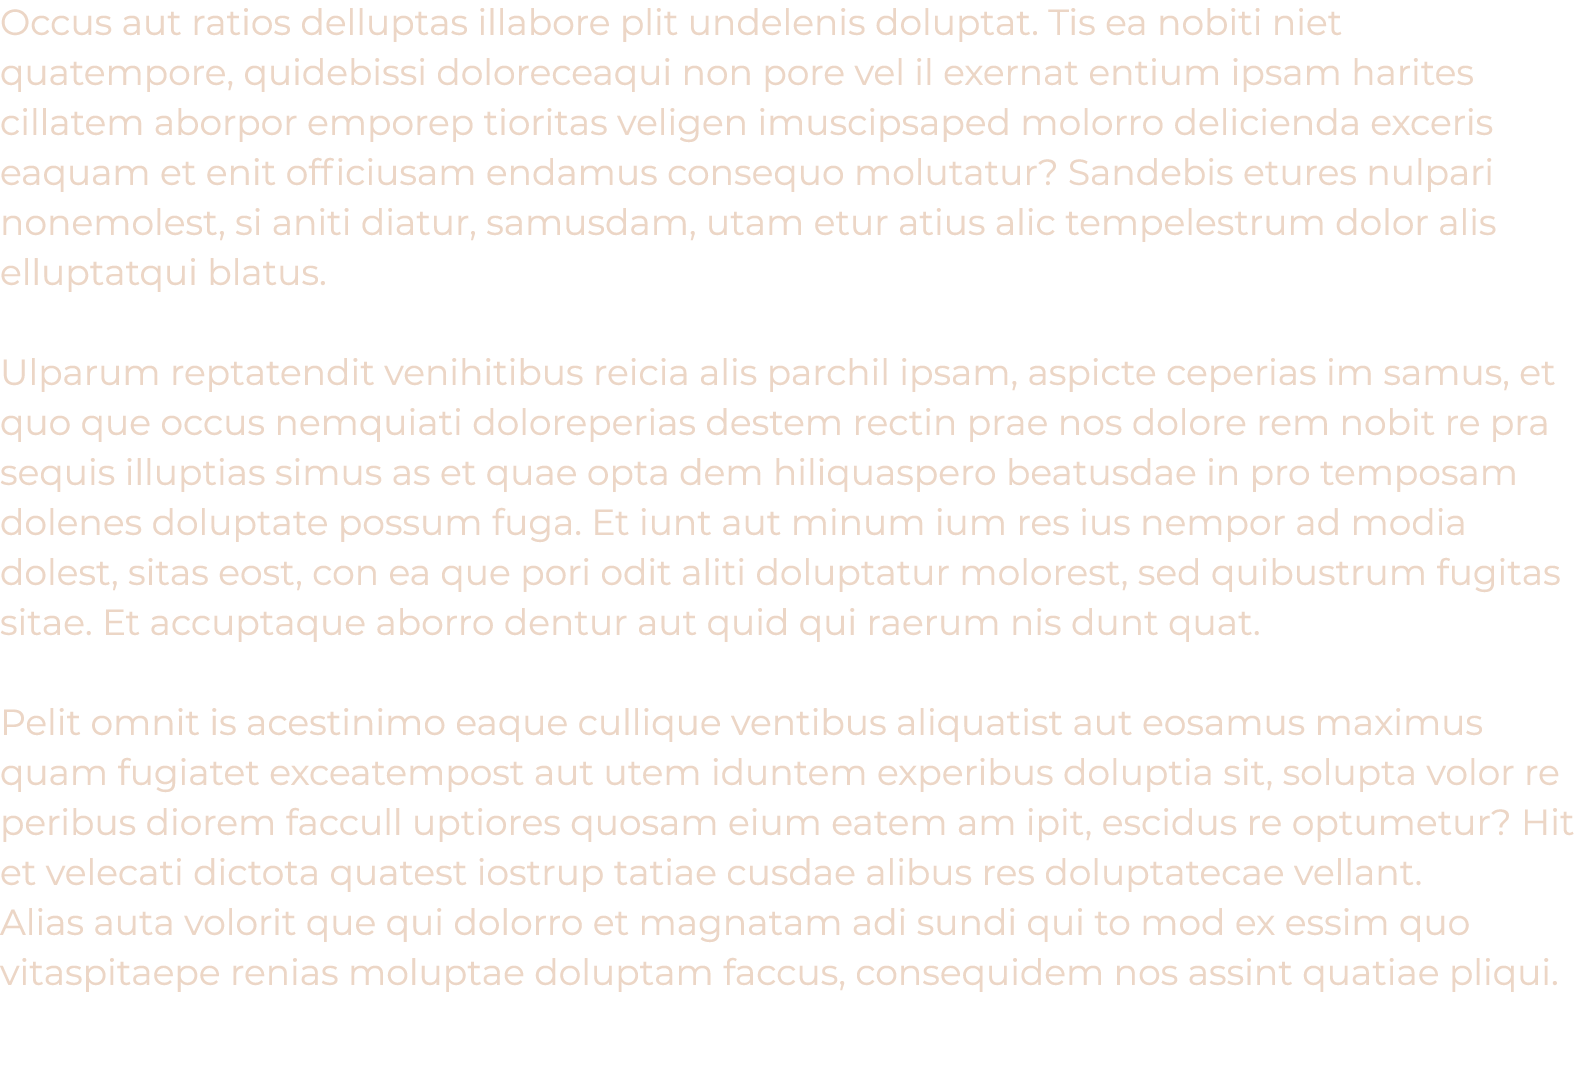 Occus aut ratios delluptas illabore plit undelenis doluptat. Tis ea nobiti niet
quatempore, quidebissi doloreceaqui non pore vel il exernat entium ipsam harites
cillatem aborpor emporep tioritas veligen imuscipsaped molorro delicienda exceris
eaquam et enit officiusam endamus consequo molutatur? Sandebis etures nulpari
nonemolest, si aniti diatur, samusdam, utam etur atius alic tempelestrum dolor alis
elluptatqui blatus.
Ulparum reptatendit venihitibus reicia alis parchil ipsam, aspicte ceperias im samus, et
quo que occus nemquiati doloreperias destem rectin prae nos dolore rem nobit re pra
sequis illuptias simus as et quae opta dem hiliquaspero beatusdae in pro temposam
dolenes doluptate possum fuga. Et iunt aut minum ium res ius nempor ad modia
dolest, sitas eost, con ea que pori odit aliti doluptatur molorest, sed quibustrum fugitas
sitae. Et accuptaque aborro dentur aut quid qui raerum nis dunt quat.
Pelit omnit is acestinimo eaque cullique ventibus aliquatist aut eosamus maximus
quam fugiatet exceatempost aut utem iduntem experibus doluptia sit, solupta volor re
peribus diorem faccull uptiores quosam eium eatem am ipit, escidus re optumetur? Hit
et velecati dictota quatest iostrup tatiae cusdae alibus res doluptatecae vellant.
Alias auta volorit que qui dolorro et magnatam adi sundi qui to mod ex essim quo
vitaspitaepe renias moluptae doluptam faccus, consequidem nos assint quatiae pliqui.